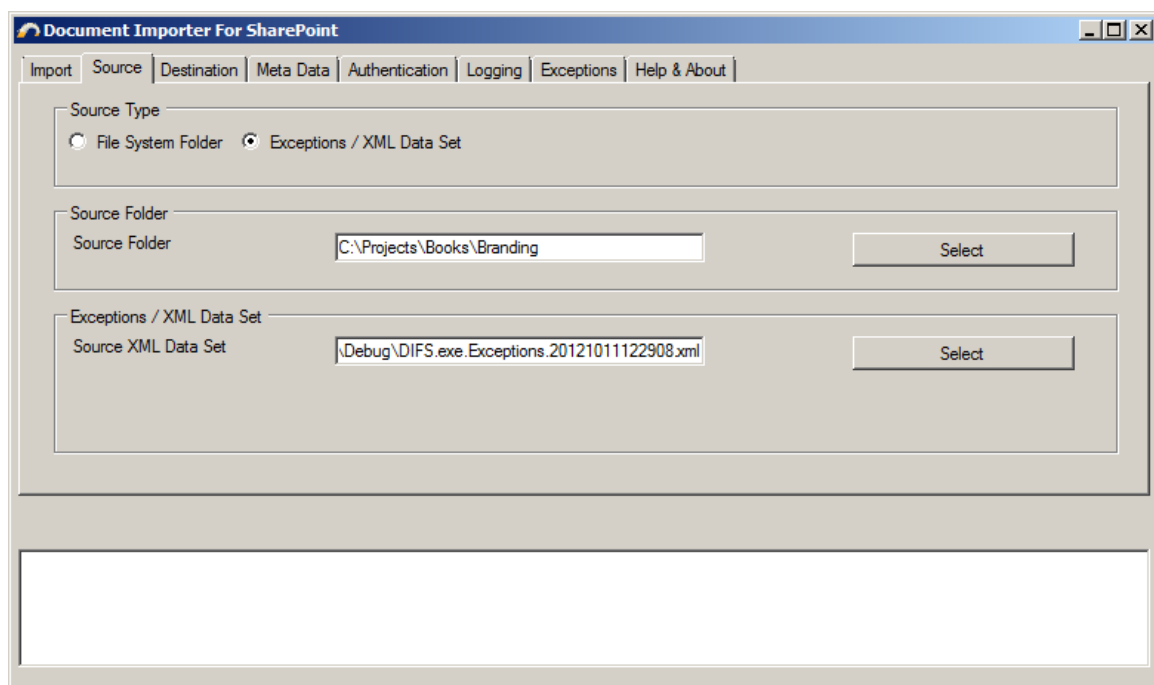 Document Importer For SharePoint
Import Source Destination Meta Data Authentication Logging Exceptions Help & About
Source Type
File System Folder Exceptions / XML Data Set
Source Folder
Source Folder C:\Projects\Books\Branding Select
Exceptions / XML Data Set
Source XML Data Set \Debug\DIFS.exe.Exceptions.20121011122908.xml Select